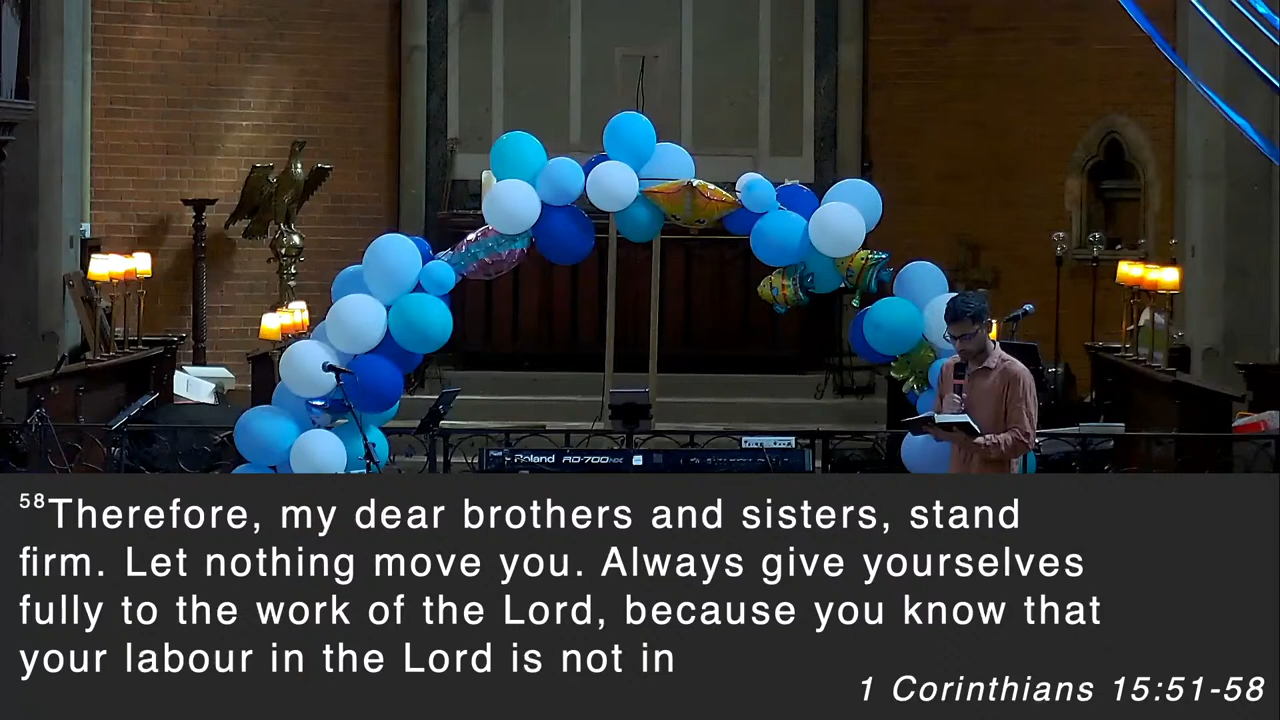 Roland RD-700NX
⁵⁸Therefore, my dear brothers and sisters, stand
firm. Let nothing move you. Always give yourselves
fully to the work of the Lord, because you know that
your labour in the Lord is not in
1 Corinthians 15:51-58